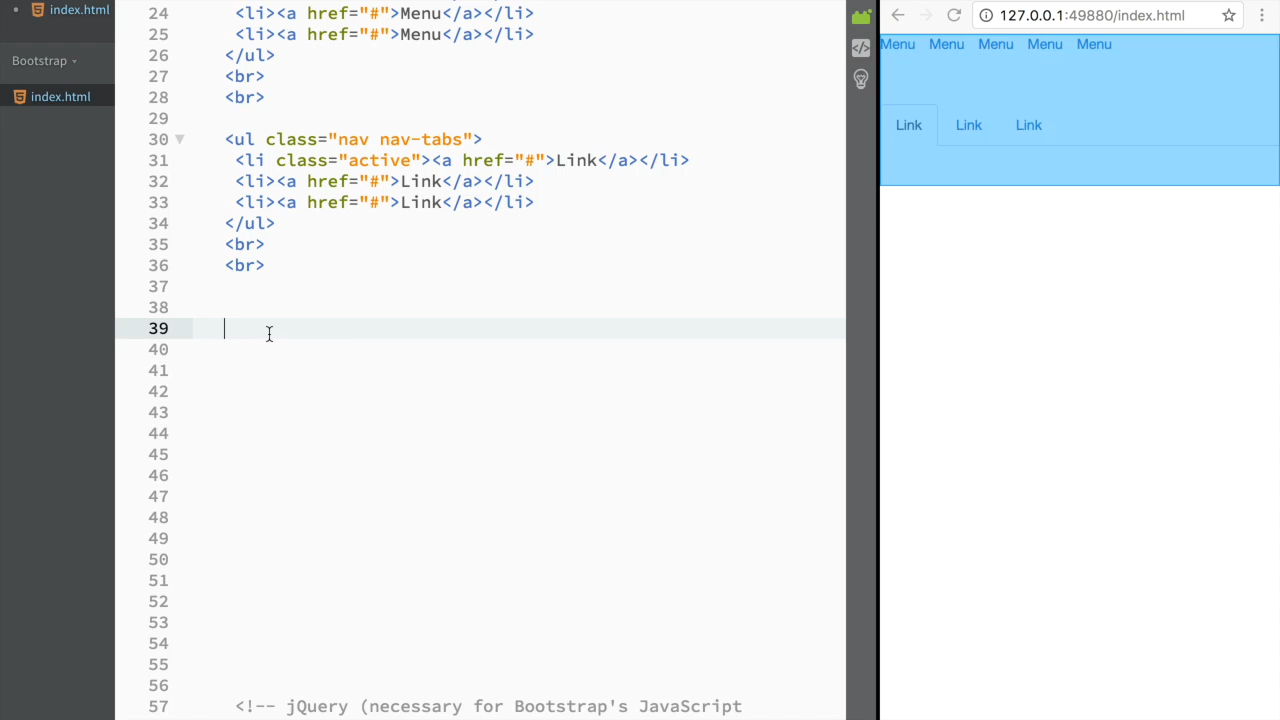 index.html
Bootstrap
index.html
24 <li><a href="#">Menu</a></li>
25 <li><a href="#">Menu</a></li>
26 </ul>
27 <br>
28 <br>
29
30 <ul class="nav nav-tabs">
31 <li class="active"><a href="#">Link</a></li>
32 <li><a href="#">Link</a></li>
33 <li><a href="#">Link</a></li>
34 </ul>
35 <br>
36 <br>
37
38
39
40
41
42
43
44
45
46
47
48
49
50
51
52
53
54
55
56
57 <!-- jQuery (necessary for Bootstrap's JavaScript
127.0.0.1:49880/index.html
Menu Menu Menu Menu Menu
Link Link Link